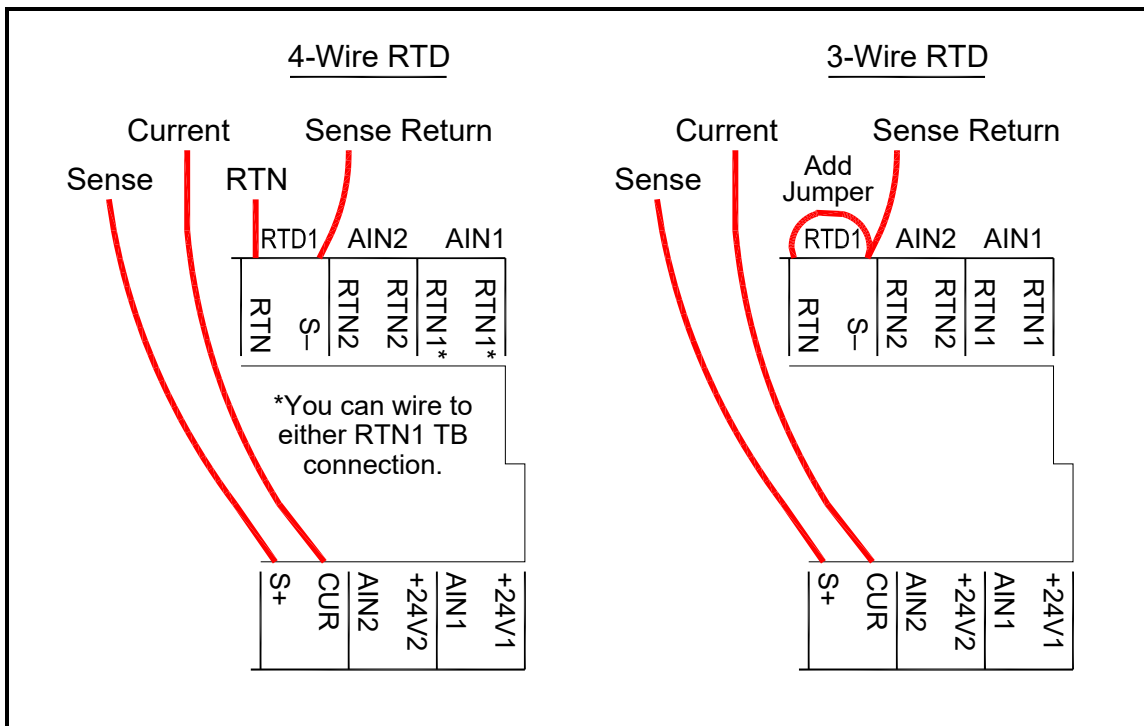 4-Wire RTD
Current
Sense Return
Sense
RTN
RTD1
AIN2
AIN1
RTN
S–
RTN2
RTN2
RTN1*
RTN1*
*You can wire to
either RTN1 TB
connection.
S+
CUR
AIN2
+24V2
AIN1
+24V1
3-Wire RTD
Current
Sense Return
Sense
Add
Jumper
RTD1
AIN2
AIN1
RTN
S–
RTN2
RTN2
RTN1
RTN1
S+
CUR
AIN2
+24V2
AIN1
+24V1